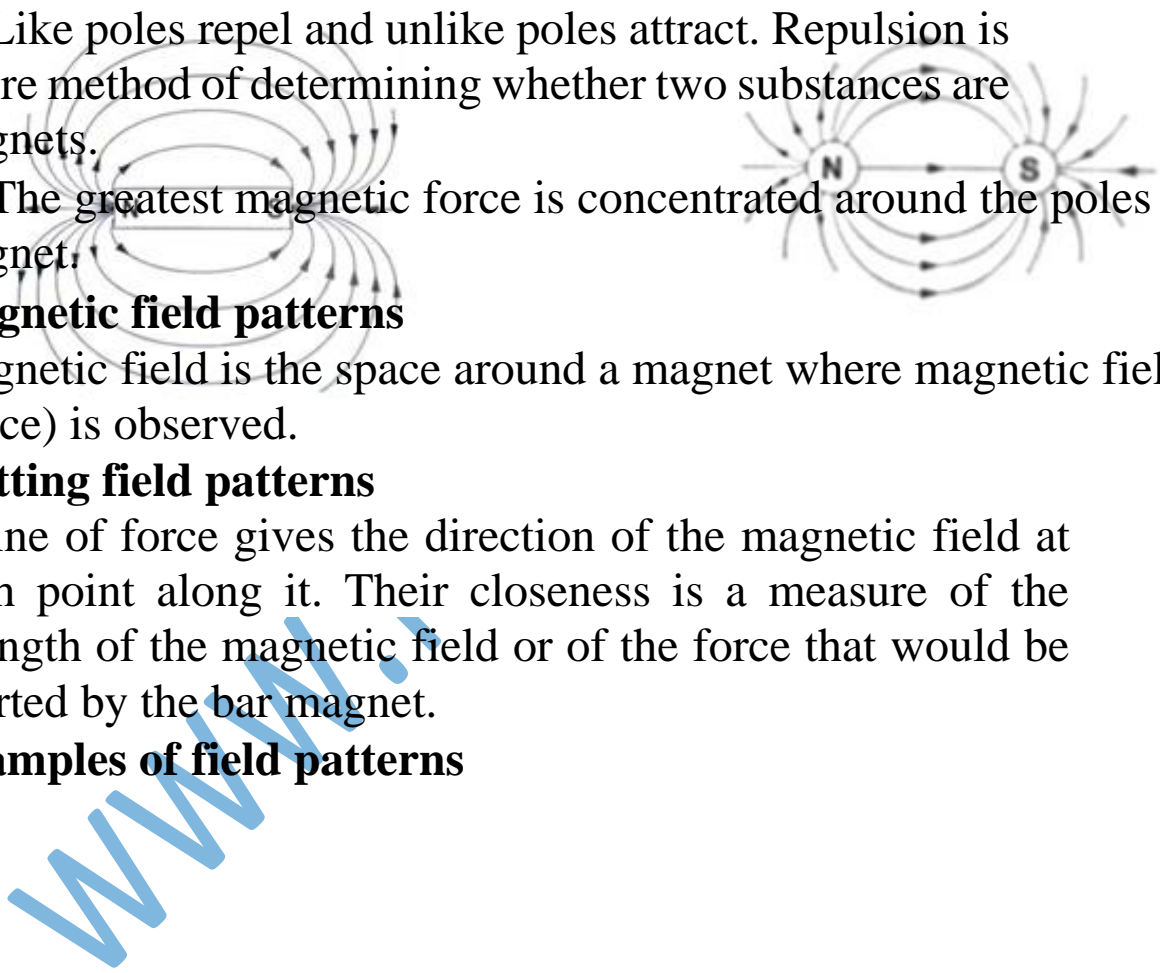 Like poles repel and unlike poles attract. Repulsion is
re method of determining whether two substances are
gnets.
The greatest magnetic force is concentrated around the poles
gnet.
gnetic field patterns
gnetic field is the space around a magnet where magnetic fiel
ce) is observed.
tting field patterns
ine of force gives the direction of the magnetic field at
h point along it. Their closeness is a measure of the
ngth of the magnetic field or of the force that would be
rted by the bar magnet.
amples of field patterns
N S
www.